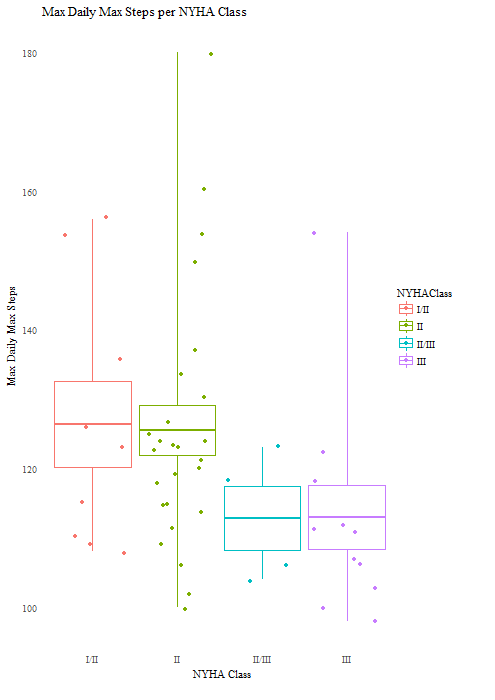 Max Daily Max Steps per NYHA Class
180
160
140
120
100
Max Daily Max Steps
I/II
II
II/III
III
NYHA Class
NYHAClass
I/II
II
II/III
III